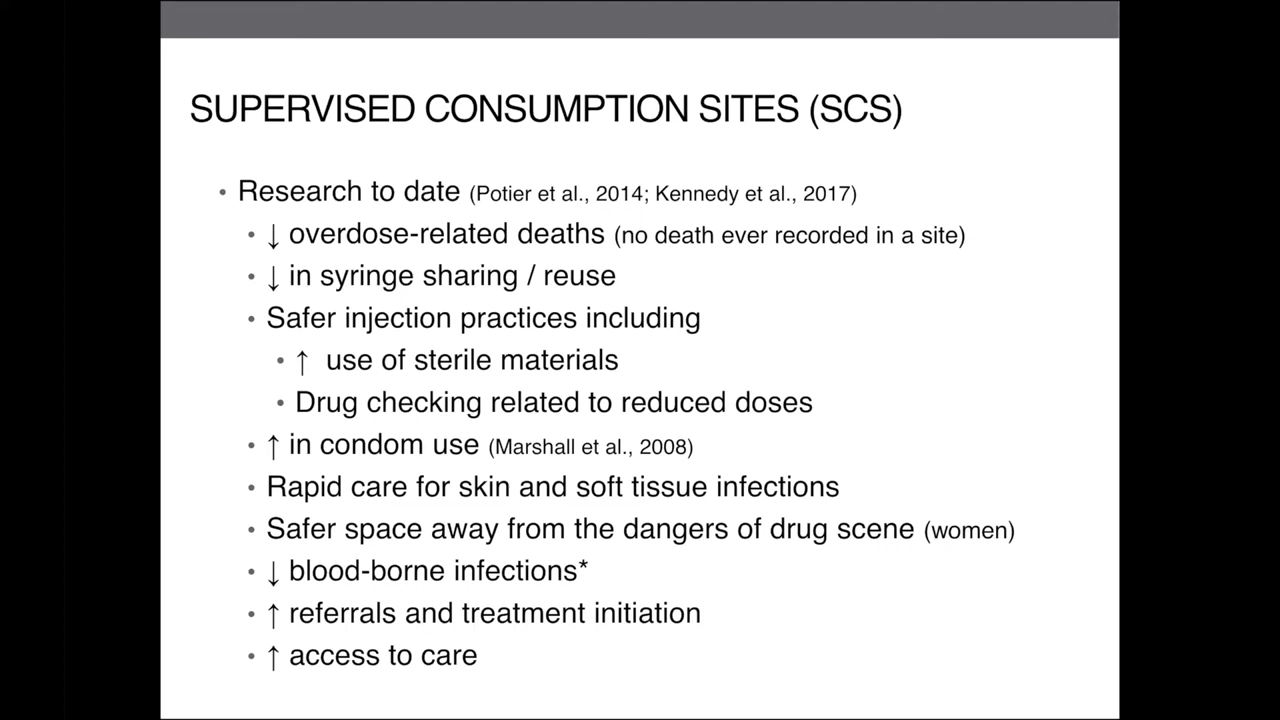 SUPERVISED CONSUMPTION SITES (SCS)
• Research to date (Potier et al., 2014; Kennedy et al., 2017)
• ↓ overdose-related deaths (no death ever recorded in a site)
• ↓ in syringe sharing / reuse
• Safer injection practices including
• ↑ use of sterile materials
• Drug checking related to reduced doses
• ↑ in condom use (Marshall et al., 2008)
• Rapid care for skin and soft tissue infections
• Safer space away from the dangers of drug scene (women)
• ↓ blood-borne infections*
• ↑ referrals and treatment initiation
• ↑ access to care